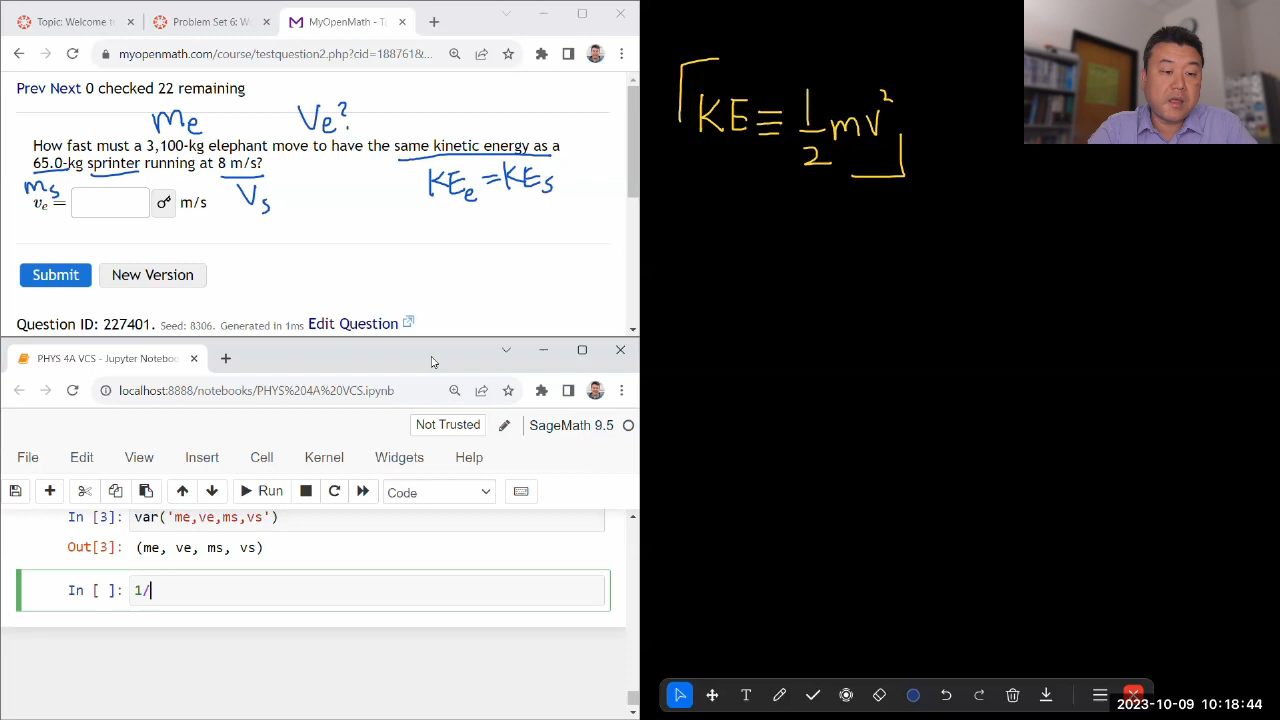 Topic: Welcome t
Problem Set 6: W
MyOpenMath - T
myopenmath.com/course/testquestion2.php?cid=188761&...
Prev Next 0 checked 22 remaining
me ve?
How fast must a 3,100-kg elephant move to have the same kinetic energy as a
65.0-kg sprinter running at 8 m/s?
ms vs KEe = KEs
ve = m/s
Submit New Version
Question ID: 227401. Seed: 8306. Generated in 1ms Edit Question
PHYS 4A VCS - Jupyter Noteboo
localhost:8888/notebooks/PHYS%204A%20VCS.ipynb
Not Trusted SageMath 9.5
File Edit View Insert Cell Kernel Widgets Help
Run Code
In [3]: var('me,ve,ms,vs')
Out[3]: (me, ve, ms, vs)
In [ ]: 1/
KE ≡ 1/2 mv²
T
2023-10-09 10:18:44